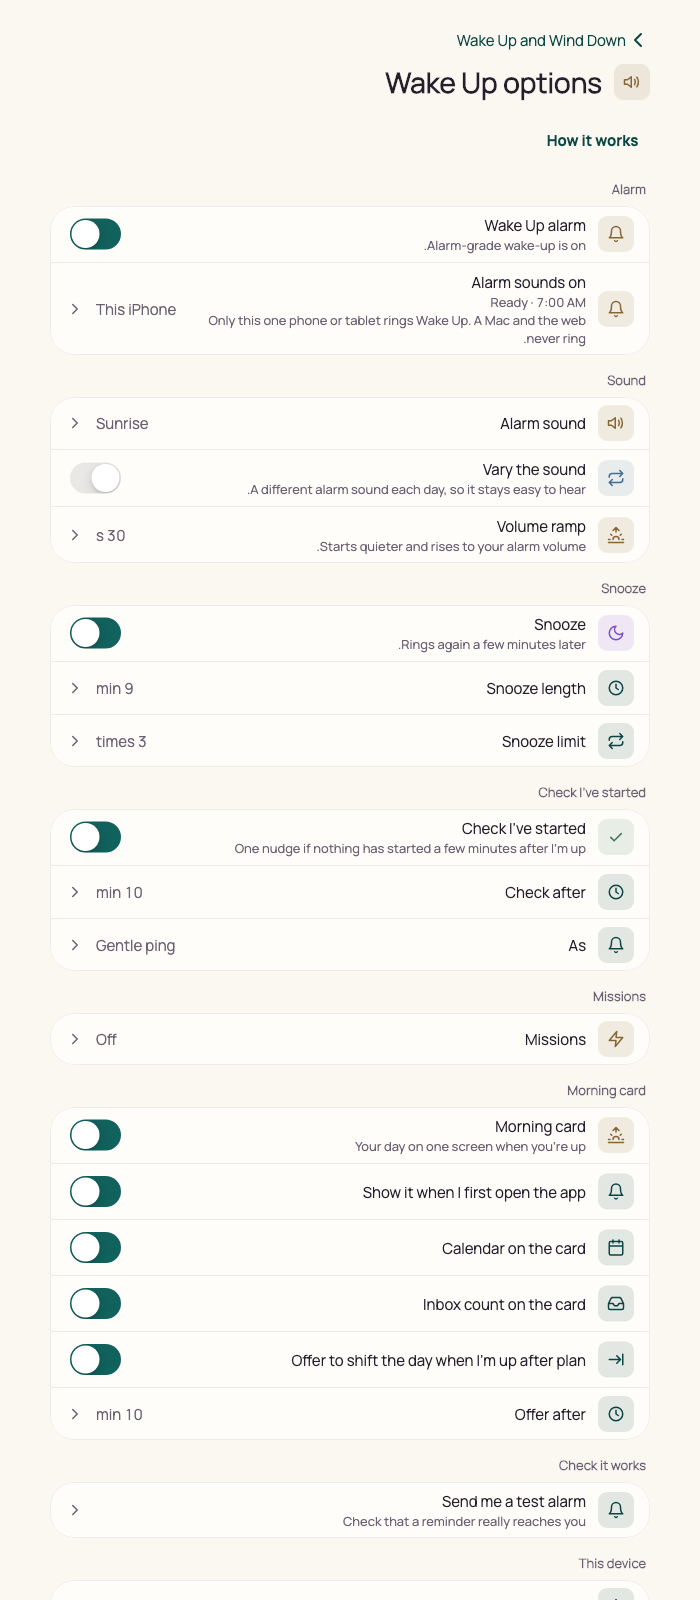 Wake Up and Wind Down
Wake Up options
How it works
Alarm
Wake Up alarm
.Alarm-grade wake-up is on
Alarm sounds on
Ready · 7:00 AM
Only this one phone or tablet rings Wake Up. A Mac and the web
.never ring
This iPhone
Sound
Alarm sound
Sunrise
Vary the sound
.A different alarm sound each day, so it stays easy to hear
Volume ramp
.Starts quieter and rises to your alarm volume
s 30
Snooze
Snooze
.Rings again a few minutes later
Snooze length
min 9
Snooze limit
times 3
Check I've started
Check I've started
One nudge if nothing has started a few minutes after I'm up
Check after
min 10
As
Gentle ping
Missions
Missions
Off
Morning card
Morning card
Your day on one screen when you're up
Show it when I first open the app
Calendar on the card
Inbox count on the card
Offer to shift the day when I'm up after plan
Offer after
min 10
Check it works
Send me a test alarm
Check that a reminder really reaches you
This device